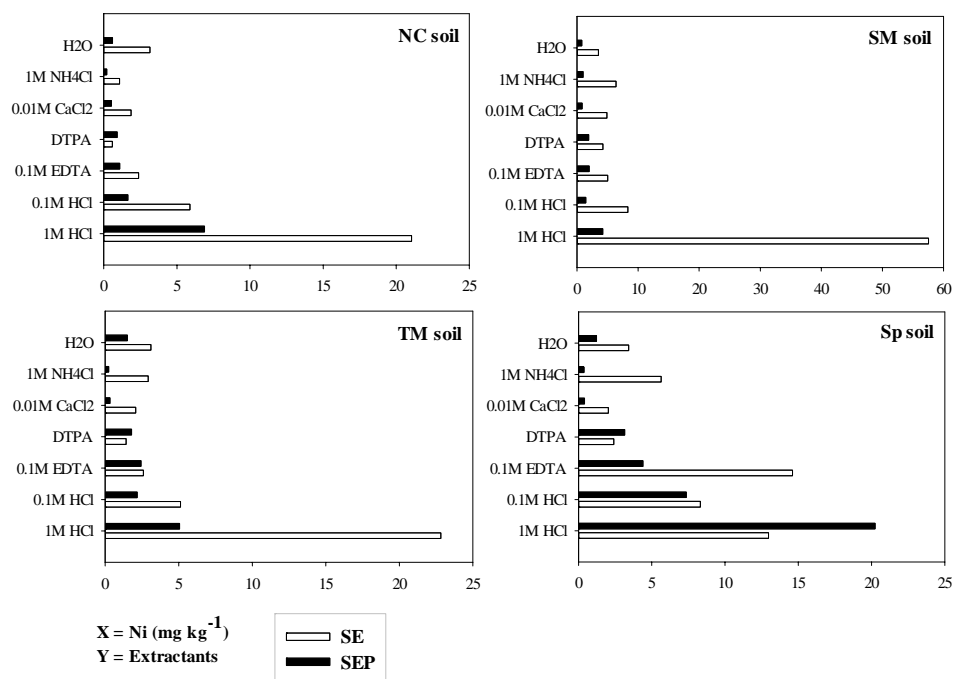 NC soil
H2O
1M NH4Cl
0.01M CaCl2
DTPA
0.1M EDTA
0.1M HCl
1M HCl
0 5 10 15 20 25
SM soil
H2O
1M NH4Cl
0.01M CaCl2
DTPA
0.1M EDTA
0.1M HCl
1M HCl
0 10 20 30 40 50 60
TM soil
H2O
1M NH4Cl
0.01M CaCl2
DTPA
0.1M EDTA
0.1M HCl
1M HCl
0 5 10 15 20 25
Sp soil
H2O
1M NH4Cl
0.01M CaCl2
DTPA
0.1M EDTA
0.1M HCl
1M HCl
0 5 10 15 20 25
X = Ni (mg kg⁻¹)
Y = Extractants
SE
SEP